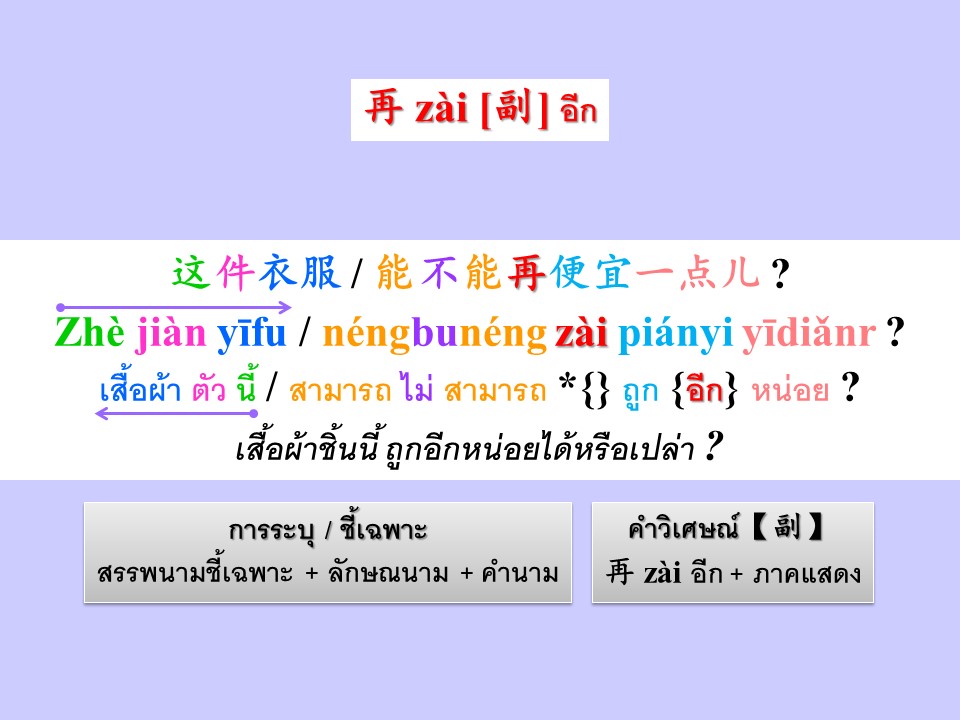 再 zài [副] อีก
这件衣服 / 能不能再便宜一点儿 ?
Zhè jiàn yīfu / néngbunéng zài piányi yīdiǎnr ?
เสื้อผ้า ตัว นี้ / สามารถ ไม่ สามารถ *{} ถูก {อีก} หน่อย ?
เสื้อผ้าชิ้นนี้ ถูกอีกหน่อยได้หรือเปล่า ?
การระบุ / ชี้เฉพาะ
สรรพนามชี้เฉพาะ + ลักษณนาม + คำนาม
คำวิเศษณ์【副】
再 zài อีก + ภาคแสดง